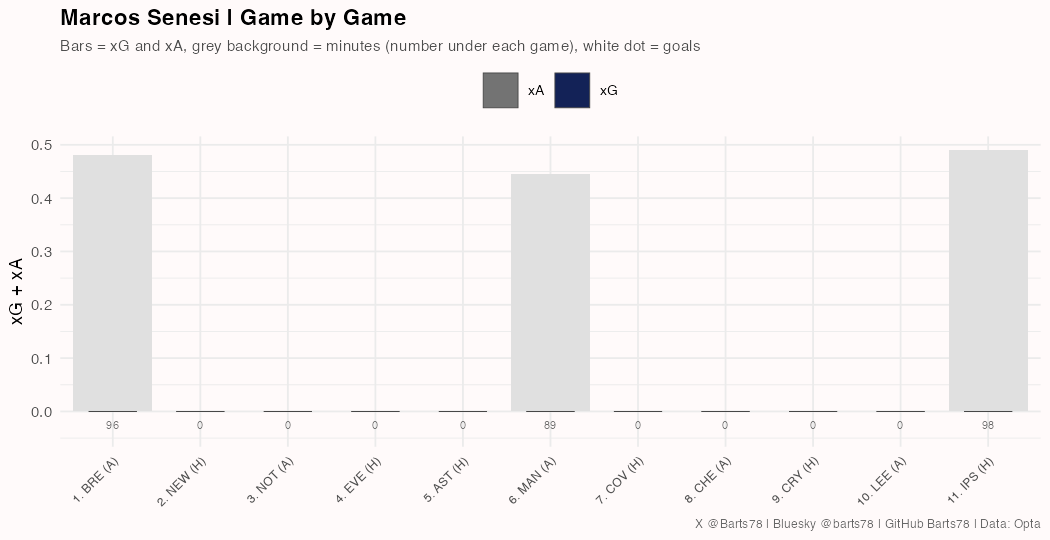 Marcos Senesi | Game by Game
Bars = xG and xA, grey background = minutes (number under each game), white dot = goals
xA xG
xG + xA
0.5
0.4
0.3
0.2
0.1
0.0
96 0 0 0 0 89 0 0 0 0 98
1. BRE (A) 2. NEW (H) 3. NOT (A) 4. EVE (H) 5. AST (H) 6. MAN (A) 7. COV (H) 8. CHE (A) 9. CRY (H) 10. LEE (A) 11. IPS (H)
X @Barts78 | Bluesky @barts78 | GitHub Barts78 | Data: Opta